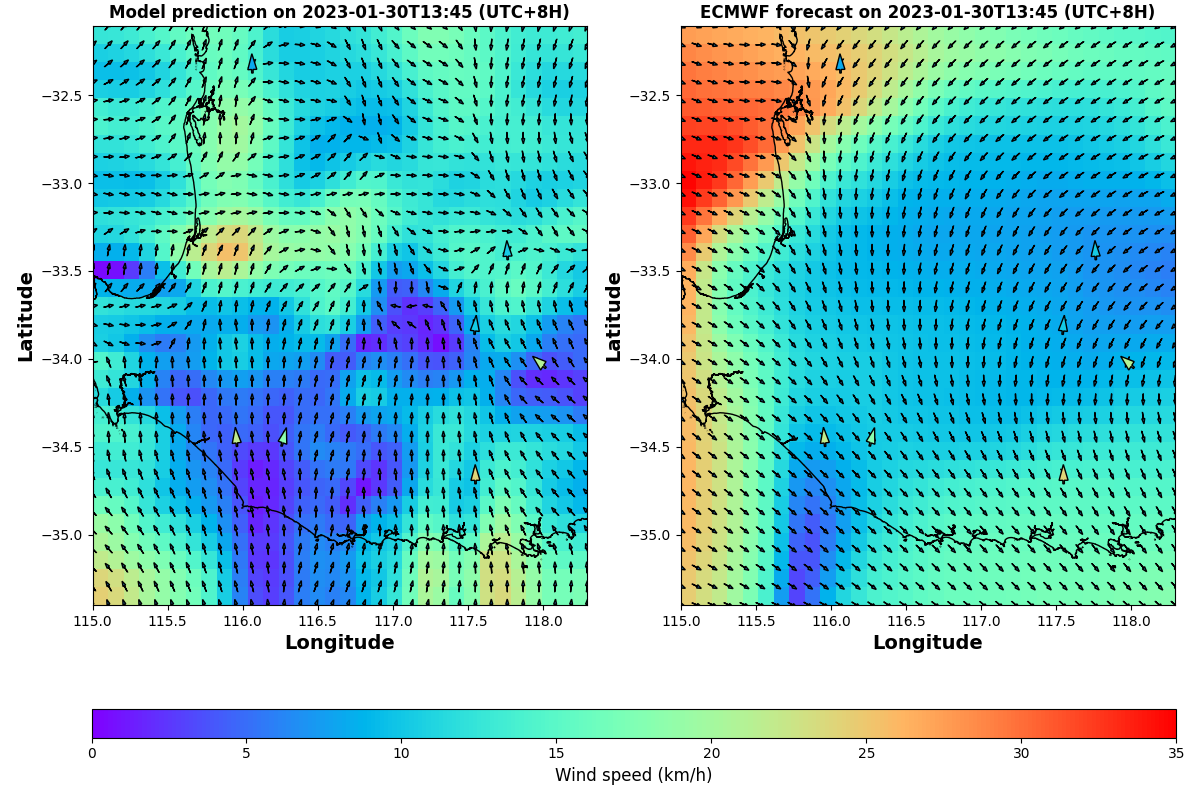 Model prediction on 2023-01-30T13:45 (UTC+8H)
ECMWF forecast on 2023-01-30T13:45 (UTC+8H)
Latitude
−32.5
−33.0
−33.5
−34.0
−34.5
−35.0
115.0 115.5 116.0 116.5 117.0 117.5 118.0
Longitude
Latitude
−32.5
−33.0
−33.5
−34.0
−34.5
−35.0
115.0 115.5 116.0 116.5 117.0 117.5 118.0
Longitude
0 5 10 15 20 25 30 35
Wind speed (km/h)